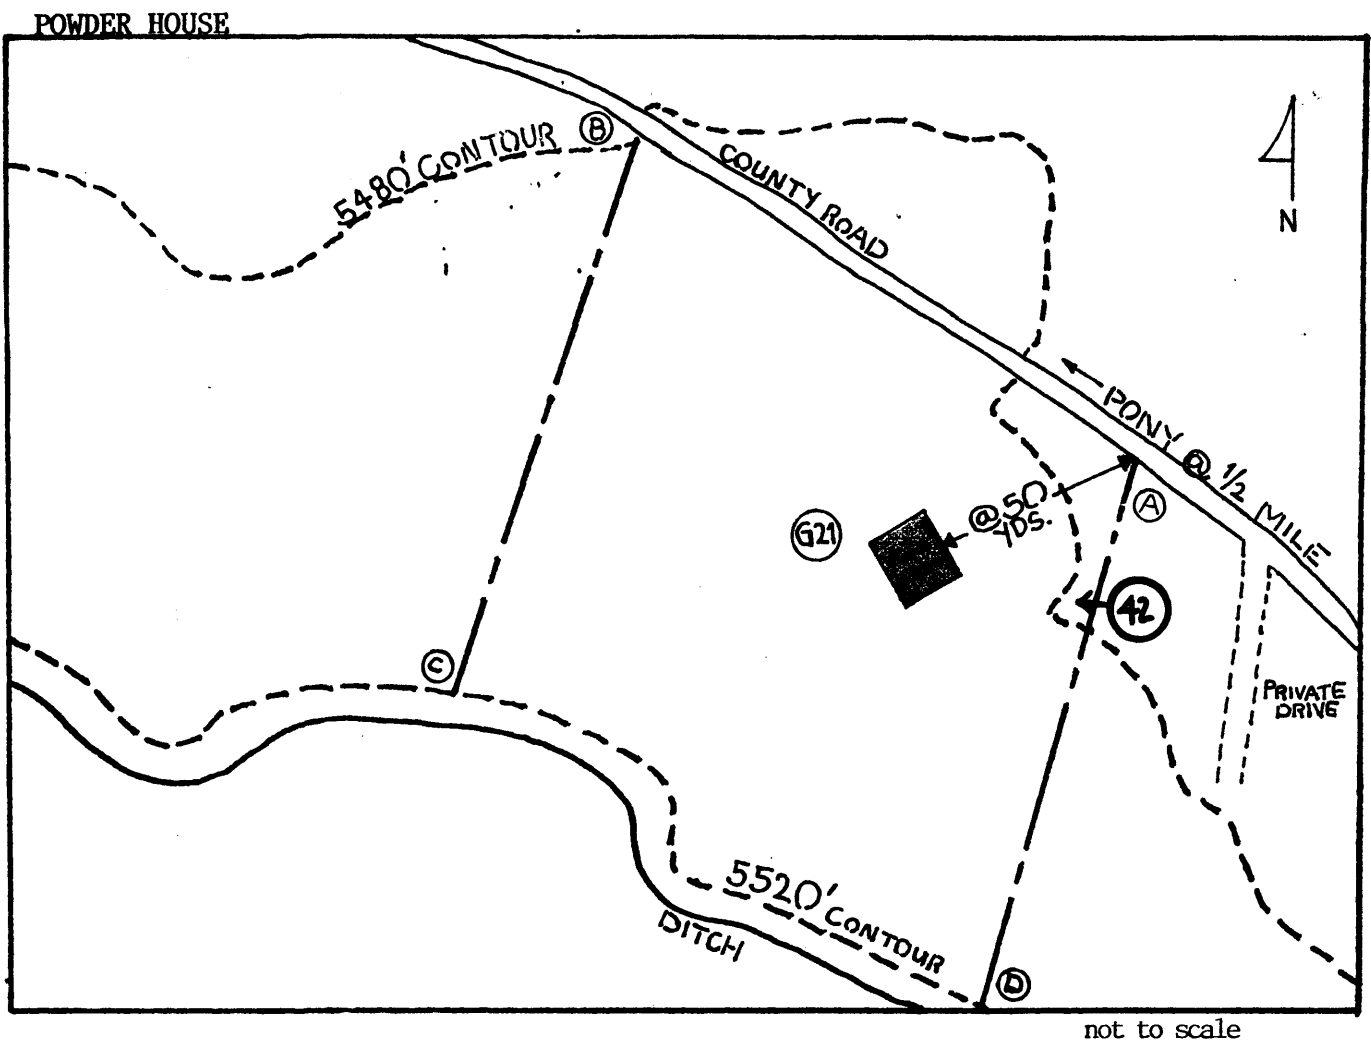 POWDER HOUSE
B
5480' CONTOUR
COUNTY ROAD
N
PONY @ 1/2 MILE
@ 50
YDS.
A
G21
42
C
PRIVATE
DRIVE
5520' CONTOUR
DITCH
D
not to scale